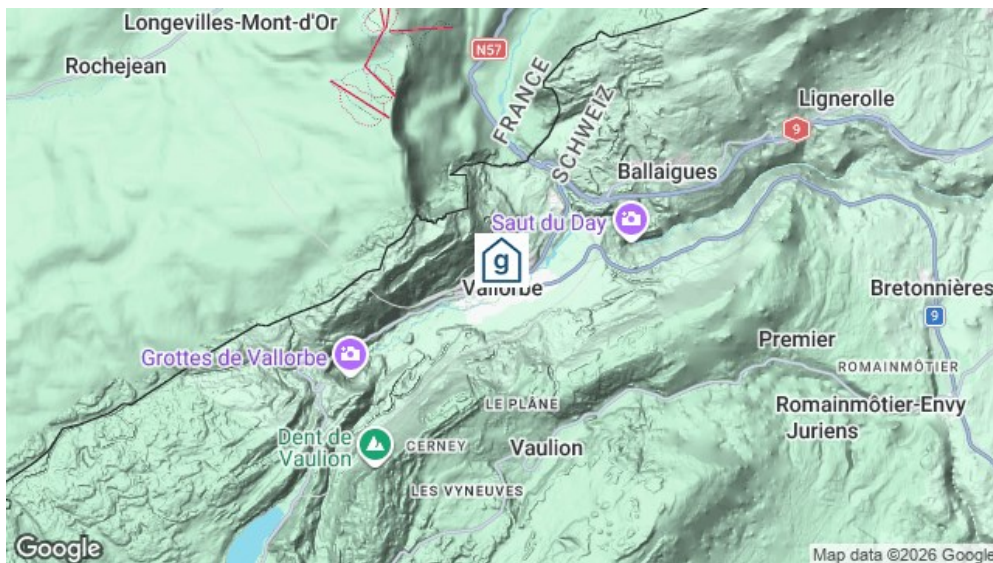 Longevilles-Mont-d'Or
Rochejean
N57
FRANCE
SCHWEIZ
Lignerolle
9
Ballaigues
Saut du Day
g
Vallorbe
Bretonnières
9
Grottes de Vallorbe
Premier
ROMAINMÔTIER
LE PLÂNE
Romainmôtier-Envy
Juriens
Dent de
Vaulion
CERNEY
Vaulion
LES VYNEUVES
Google
Map data ©2026 Google